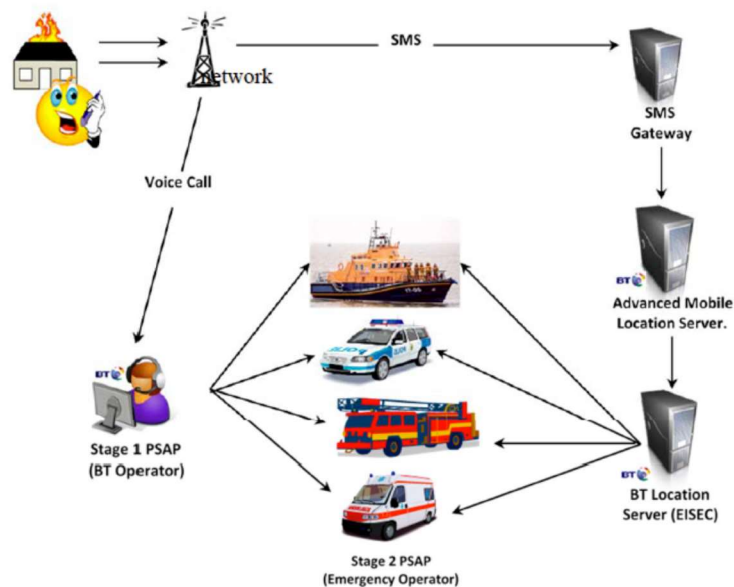 SMS
network
SMS
Gateway
Voice Call
BT
Advanced Mobile
Location Server.
BT
Stage 1 PSAP
(BT Operator)
BT
BT Location
Server (EISEC)
Stage 2 PSAP
(Emergency Operator)